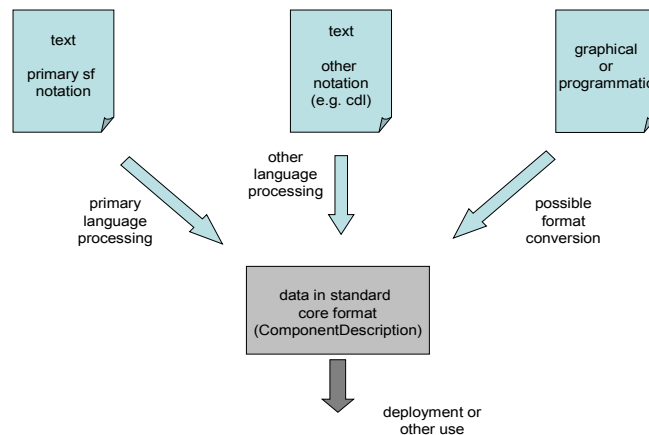 text
primary sf
notation
text
other
notation
(e.g. cdl)
graphical
or
programmatic
other
language
processing
primary
language
processing
possible
format
conversion
data in standard
core format
(ComponentDescription)
deployment or
other use